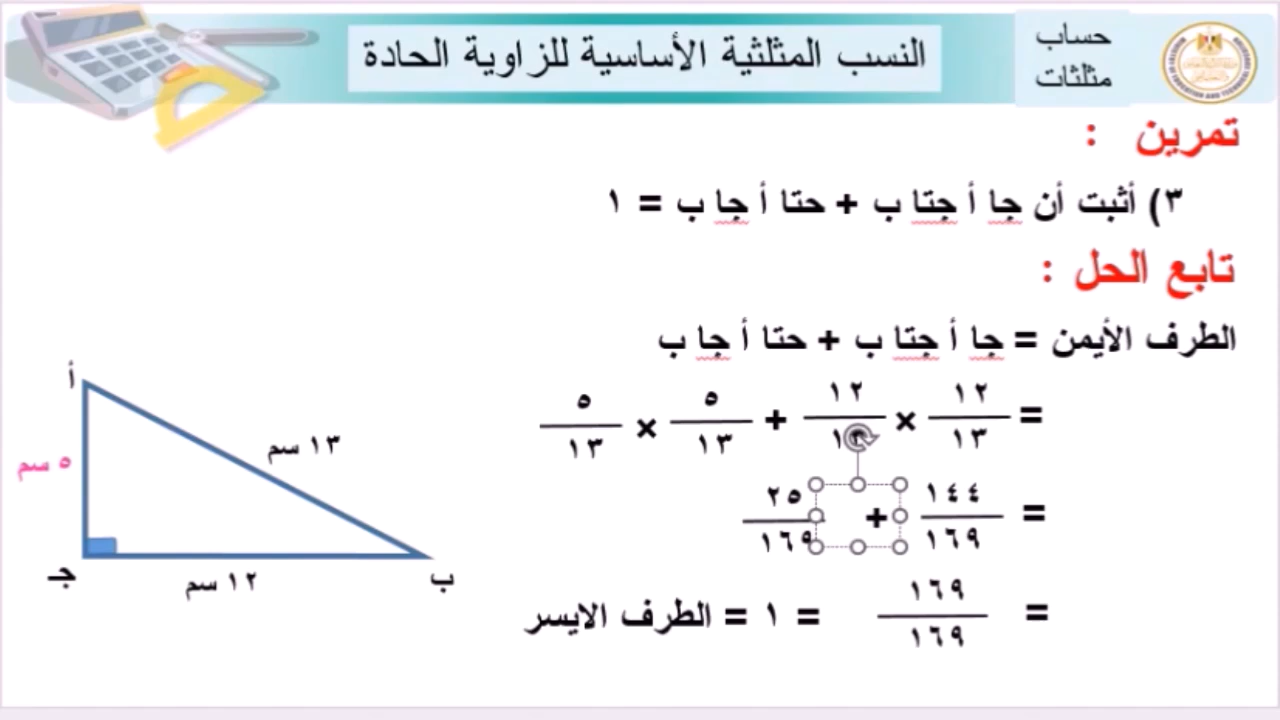 حساب
مثلثات
النسب المثلثية الأساسية للزاوية الحادة
تمرين :
٣) أثبت أن جا أ جتا ب + حتا أ جا ب = ١
تابع الحل :
الطرف الأيمن = جا أ جتا ب + حتا أ جا ب
= ١٢/١٣ × ١٢/١٣ + ٥/١٣ × ٥/١٣
= ١٤٤/١٦٩ + ٢٥/١٦٩
= ١٦٩/١٦٩ = ١ = الطرف الايسر
أ
١٣ سم
٥ سم
جـ
١٢ سم
ب